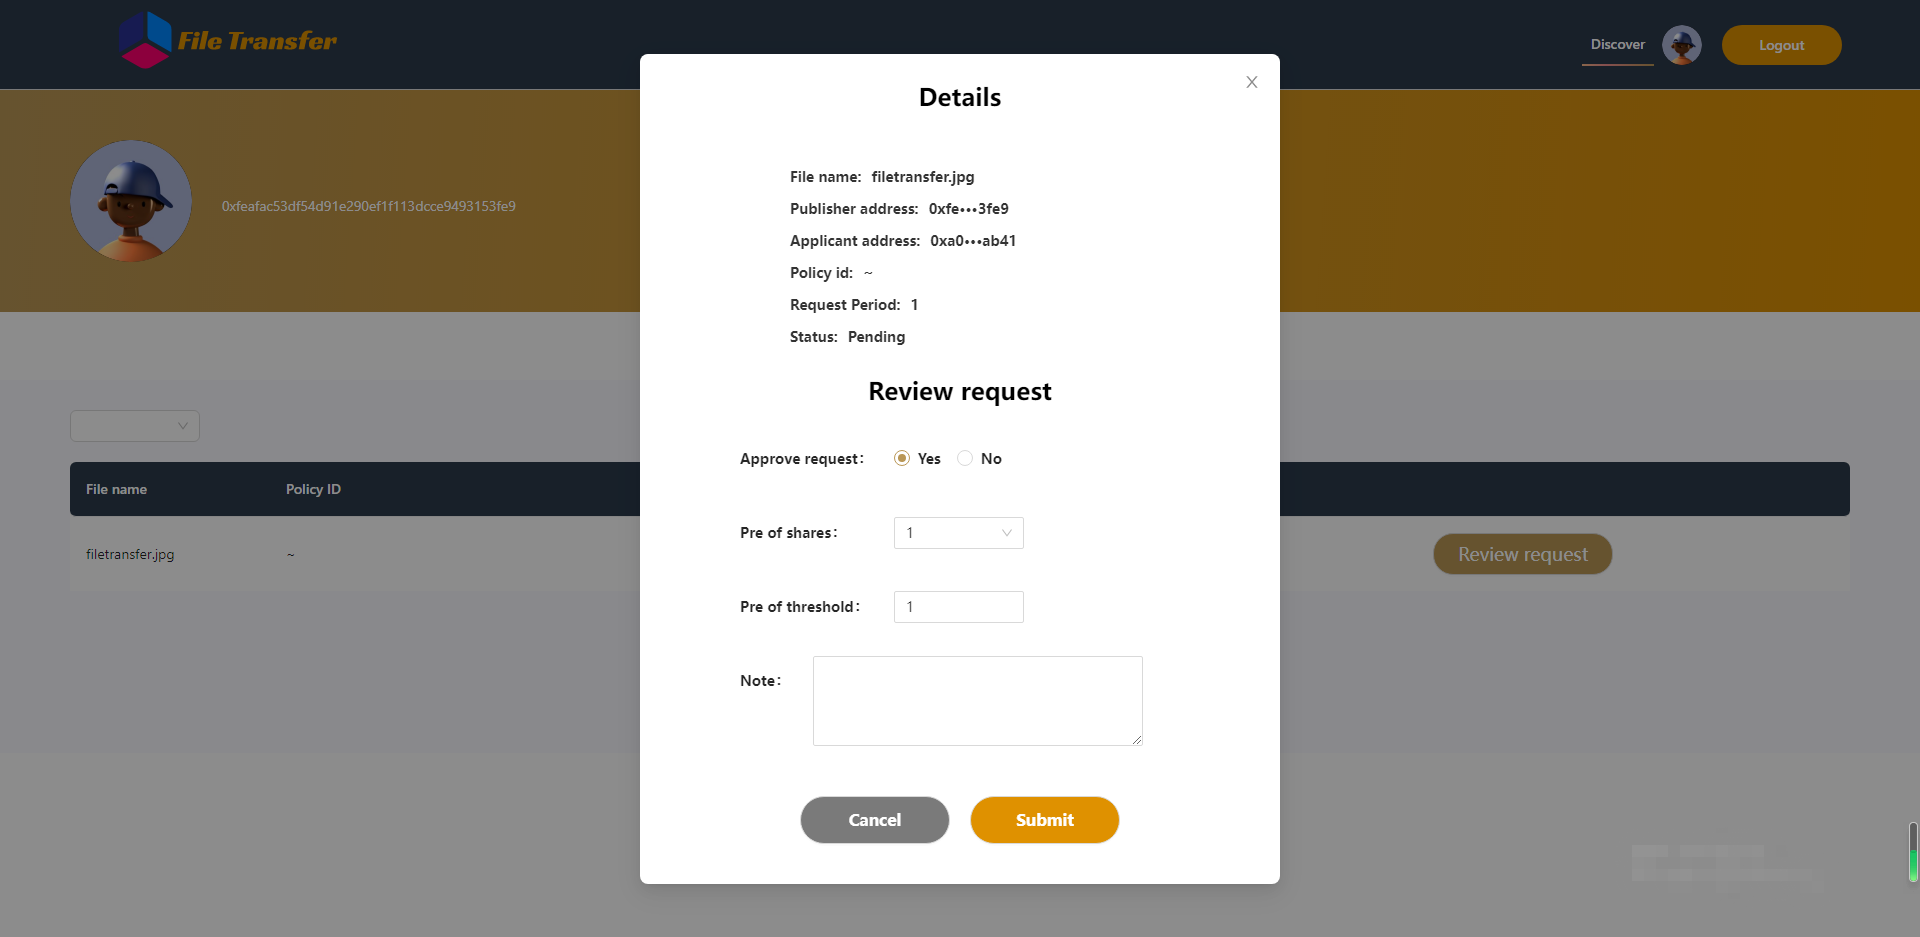 File Transfer
Discover
Logout
0xfeafac53df54d91e290ef1f113dcce9493153fe9
Details
File name: filetransfer.jpg
Publisher address: 0xfe•••3fe9
Applicant address: 0xa0•••ab41
Policy id: ~
Request Period: 1
Status: Pending
Review request
Approve request: Yes No
Pre of shares: 1
Pre of threshold: 1
Note:
Cancel Submit
File name Policy ID
filetransfer.jpg ~ Review request